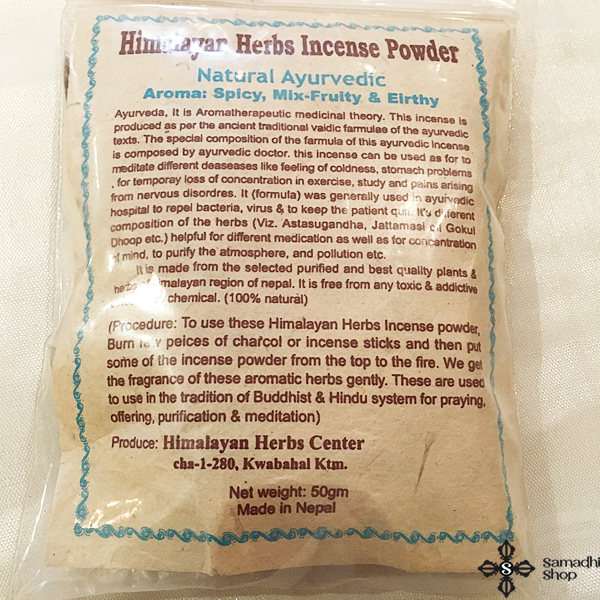 Himalayan Herbs Incense Powder
Natural Ayurvedic
Aroma: Spicy, Mix-Fruity & Eirthy
Ayurveda, It is Aromatherapeutic medicinal theory. This incense is
produced as per the ancient traditional vaidic farmulae of the ayurvedic
texts. The special composition of the farmula of this ayurvedic incense
is composed by ayurvedic doctor. this incense can be used as for to
meditate different deaseases like feeling of coldness, stomach problems
, for temporay loss of concentration in exercise, study and pains arising
from nervous disordres. It (formula) was generally used in ayurvedic
hospital to repel bacteria, virus & to keep the patient It's different
composition of the herbs (Viz. Astasugandha, Jattamasi oil Gokul
Dhoop etc.) helpful for different medication as well as for concentration
of mind, to purify the atmosphere, and pollution etc.
It is made from the selected purified and best quality plants &
herbs himalayan region of nepal. It is free from any toxic & addictive
chemical. (100% natural)
(Procedure: To use these Himalayan Herbs Incense powder,
Burn few peices of charcol or incense sticks and then put
some of the incense powder from the top to the fire. We get
the fragrance of these aromatic herbs gently. These are used
to use in the tradition of Buddhist & Hindu system for praying,
offering, purification & meditation)
Produce: Himalayan Herbs Center
cha-1-280, Kwabahal Ktm.
Net weight: 50gm
Made in Nepal
S
Samadhi
Shop